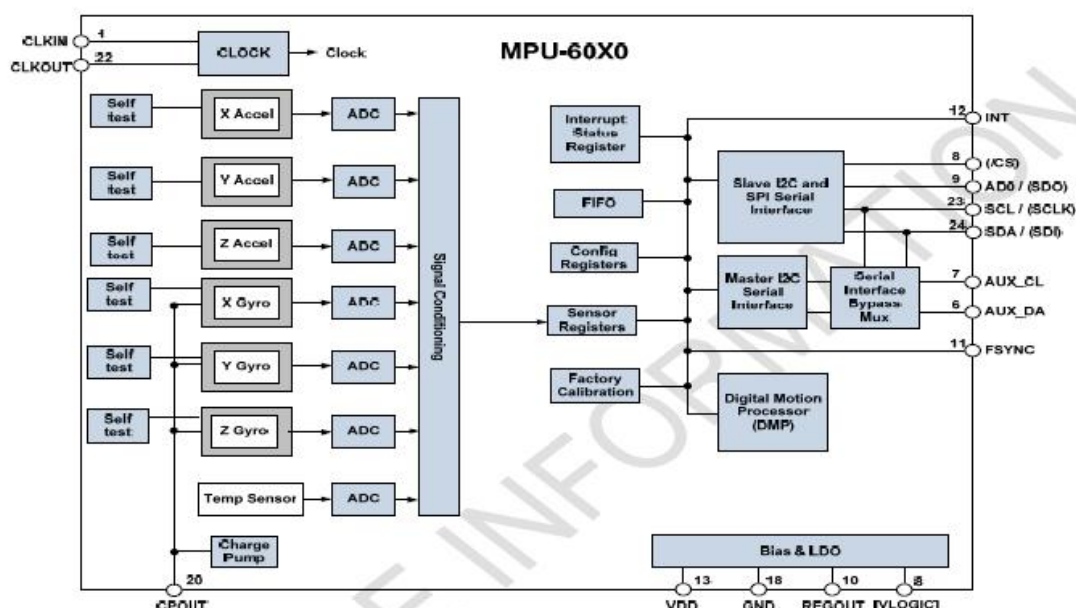 MPU-60X0
CLKIN
1
CLKOUT
22
CLOCK
Clock
Self
test
X Accel
ADC
Self
test
Y Accel
ADC
Self
test
Z Accel
ADC
Self
test
X Gyro
ADC
Self
test
Y Gyro
ADC
Self
test
Z Gyro
ADC
Temp Sensor
ADC
Charge
Pump
20
CPOUT
Signal Conditioning
Interrupt
Status
Register
FIFO
Config
Registers
Sensor
Registers
Factory
Calibration
Slave I2C and
SPI Serial
Interface
Master I2C
Serial
Interface
Serial
Interface
Bypass
Mux
Digital Motion
Processor
(DMP)
12
INT
8
(/CS)
9
AD0 / (SDO)
23
SCL / (SCLK)
24
SDA / (SDI)
7
AUX_CL
6
AUX_DA
11
FSYNC
Bias & LDO
13
18
10
8
VDD
GND
REGOUT
[VLOGIC]
E INFORMATION